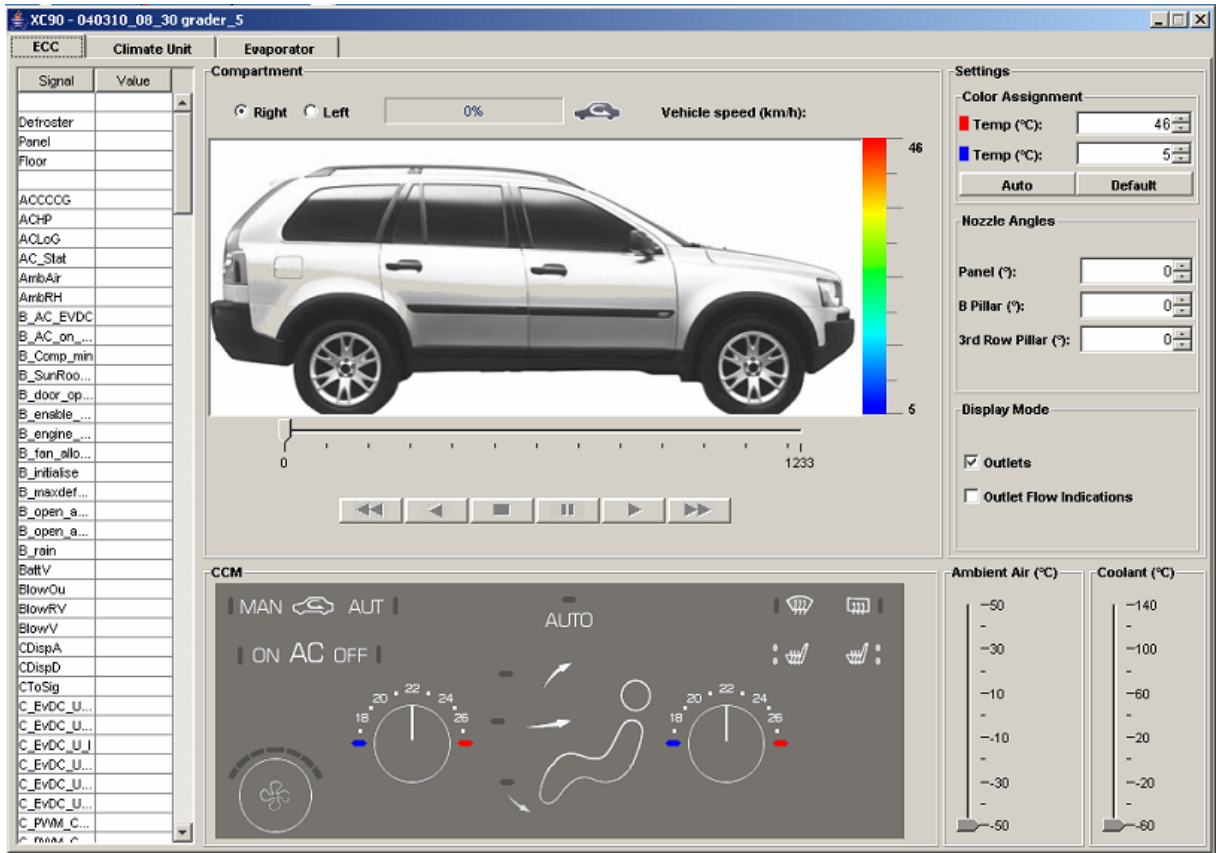 XC90 - 040310_08_30 grader_5
ECC Climate Unit Evaporator
Signal Value
Defroster
Panel
Floor
ACCCCG
ACHP
ACLoG
AC_Stat
AmbAir
AmbRH
B_AC_EVDC
B_AC_on_...
B_Comp_min
B_SunRoo...
B_door_op...
B_enable_...
B_engine_...
B_fan_allo...
B_initialise
B_maxdef...
B_open_a...
B_open_a...
B_rain
BattV
BlowOu
BlowRV
BlowV
CDispA
CDispD
CToSig
C_EvDC_U...
C_EvDC_U...
C_EvDC_U_I
C_EvDC_U...
C_EvDC_U...
C_EvDC_U...
C_PWM_C...
Compartment
Right Left 0% Vehicle speed (km/h):
46
5
0 1233
CCM
MAN AUT
AUTO
ON AC OFF
18 20 22 24 26
18 20 22 24 26
Settings
Color Assignment
Temp (°C): 46
Temp (°C): 5
Auto Default
Nozzle Angles
Panel (°): 0
B Pillar (°): 0
3rd Row Pillar (°): 0
Display Mode
Outlets
Outlet Flow Indications
Ambient Air (°C)
50
30
10
-10
-30
-50
Coolant (°C)
140
100
60
20
-20
-60